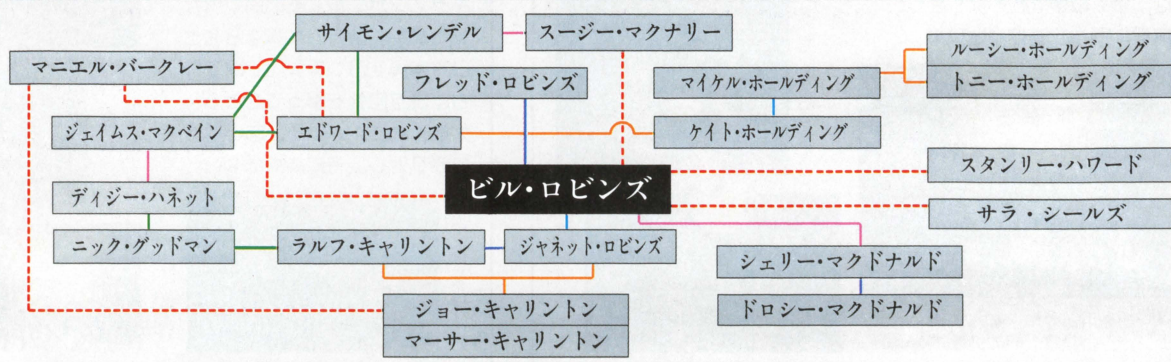 サイモン・レンデル
スージー・マクナリー
ルーシー・ホールディング
マニエル・バークレー
フレッド・ロビンズ
マイケル・ホールディング
トニー・ホールディング
ジェイムス・マクベイン
エドワード・ロビンズ
ケイト・ホールディング
ビル・ロビンズ
スタンリー・ハワード
ディジー・ハネット
サラ・シールズ
ニック・グッドマン
ラルフ・キャリントン
ジャネット・ロビンズ
シェリー・マクドナルド
ジョー・キャリントン
ドロシー・マクドナルド
マーサー・キャリントン